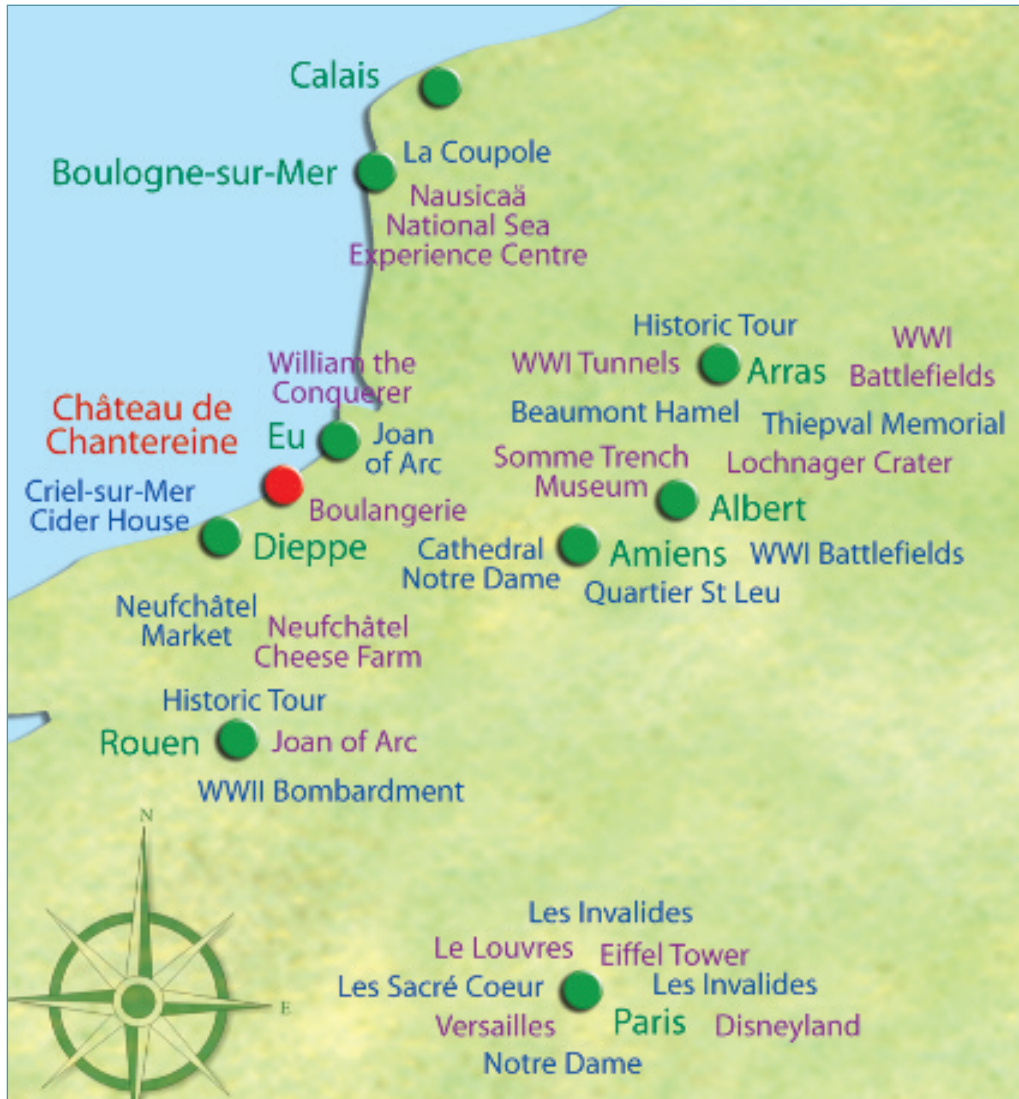 Calais
Boulogne-sur-Mer
La Coupole
Nausicaä
National Sea
Experience Centre
Historic Tour
WWI Tunnels
Arras
WWI
Battlefields
William the
Conquerer
Château de
Chantereine
Eu
Joan
of Arc
Beaumont Hamel
Thiepval Memorial
Somme Trench
Museum
Lochnager Crater
Albert
Criel-sur-Mer
Cider House
Boulangerie
Dieppe
Cathedral
Notre Dame
Amiens
WWI Battlefields
Quartier St Leu
Neufchâtel
Market
Neufchâtel
Cheese Farm
Historic Tour
Rouen
Joan of Arc
WWII Bombardment
N
E
Les Invalides
Le Louvres
Eiffel Tower
Les Sacré Coeur
Les Invalides
Versailles
Paris
Disneyland
Notre Dame